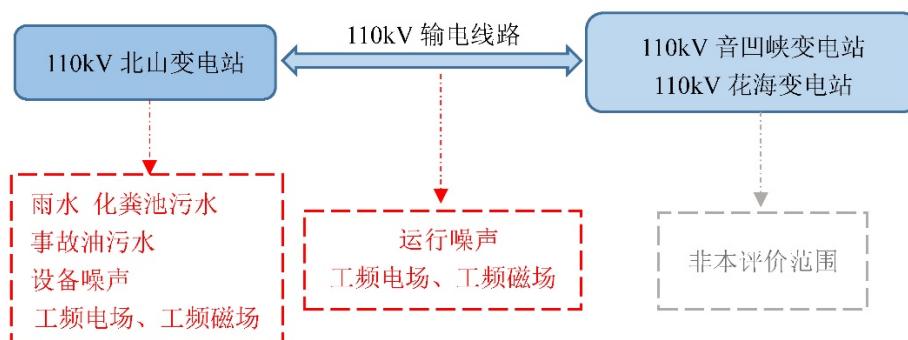 110kV 输电线路
110kV 北山变电站
110kV 音凹峡变电站
110kV 花海变电站
雨水 化粪池污水
事故油污水
设备噪声
工频电场、工频磁场
运行噪声
工频电场、工频磁场
非本评价范围